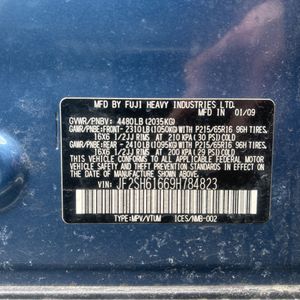 MFD. BY FUJI HEAVY INDUSTRIES LTD.
MADE IN 01/09
GVWR/PNBV: 4480LB (2035KG)
GAWR/PNBE:FRONT- 2310LB(1050KG)WITH P215/65R16 96H TIRES,
16X6 1/2JJ RIMS AT 210 KPA (30 PSI) COLD
GAWR/PNBE:REAR - 2410LB(1095KG)WITH P215/65R16 96H TIRES,
16X6 1/2JJ RIMS AT 200 KPA (29 PSI) COLD
THIS VEHICLE CONFORMS TO ALL APPLICABLE
FEDERAL MOTOR VEHICLE SAFETY
STANDARDS IN EFFECT ON THE DATE OF
MANUFACTURE SHOWN ABOVE.
VIN: JF2SH61669H784823
TYPE:MPV/VTUM ICES/NMB-002